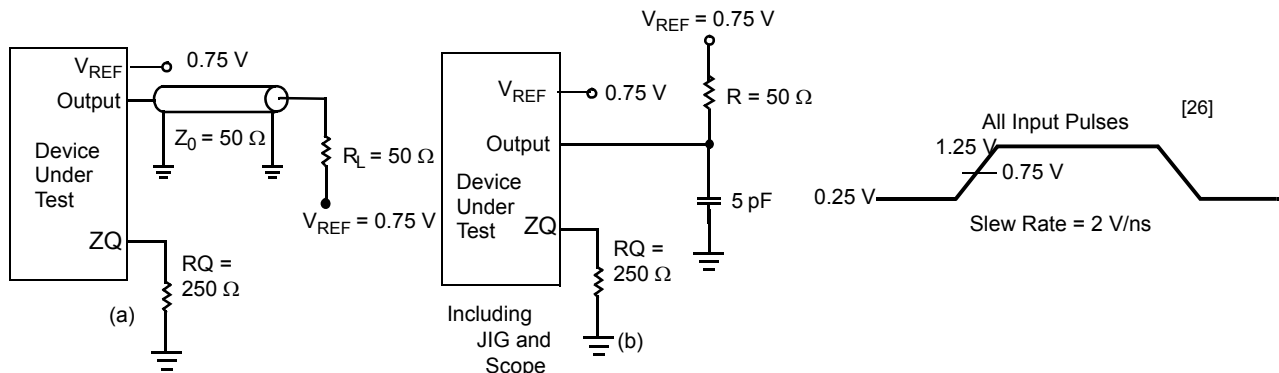 V_REF
0.75 V
Output
Z_0 = 50 Ω
Device
Under
Test
R_L = 50 Ω
V_REF = 0.75 V
ZQ
RQ =
250 Ω
(a)
V_REF = 0.75 V
V_REF
0.75 V
R = 50 Ω
Output
Device
Under
Test
5 pF
ZQ
RQ =
250 Ω
Including
JIG and
Scope
(b)
[26]
All Input Pulses
1.25 V
0.75 V
0.25 V
Slew Rate = 2 V/ns